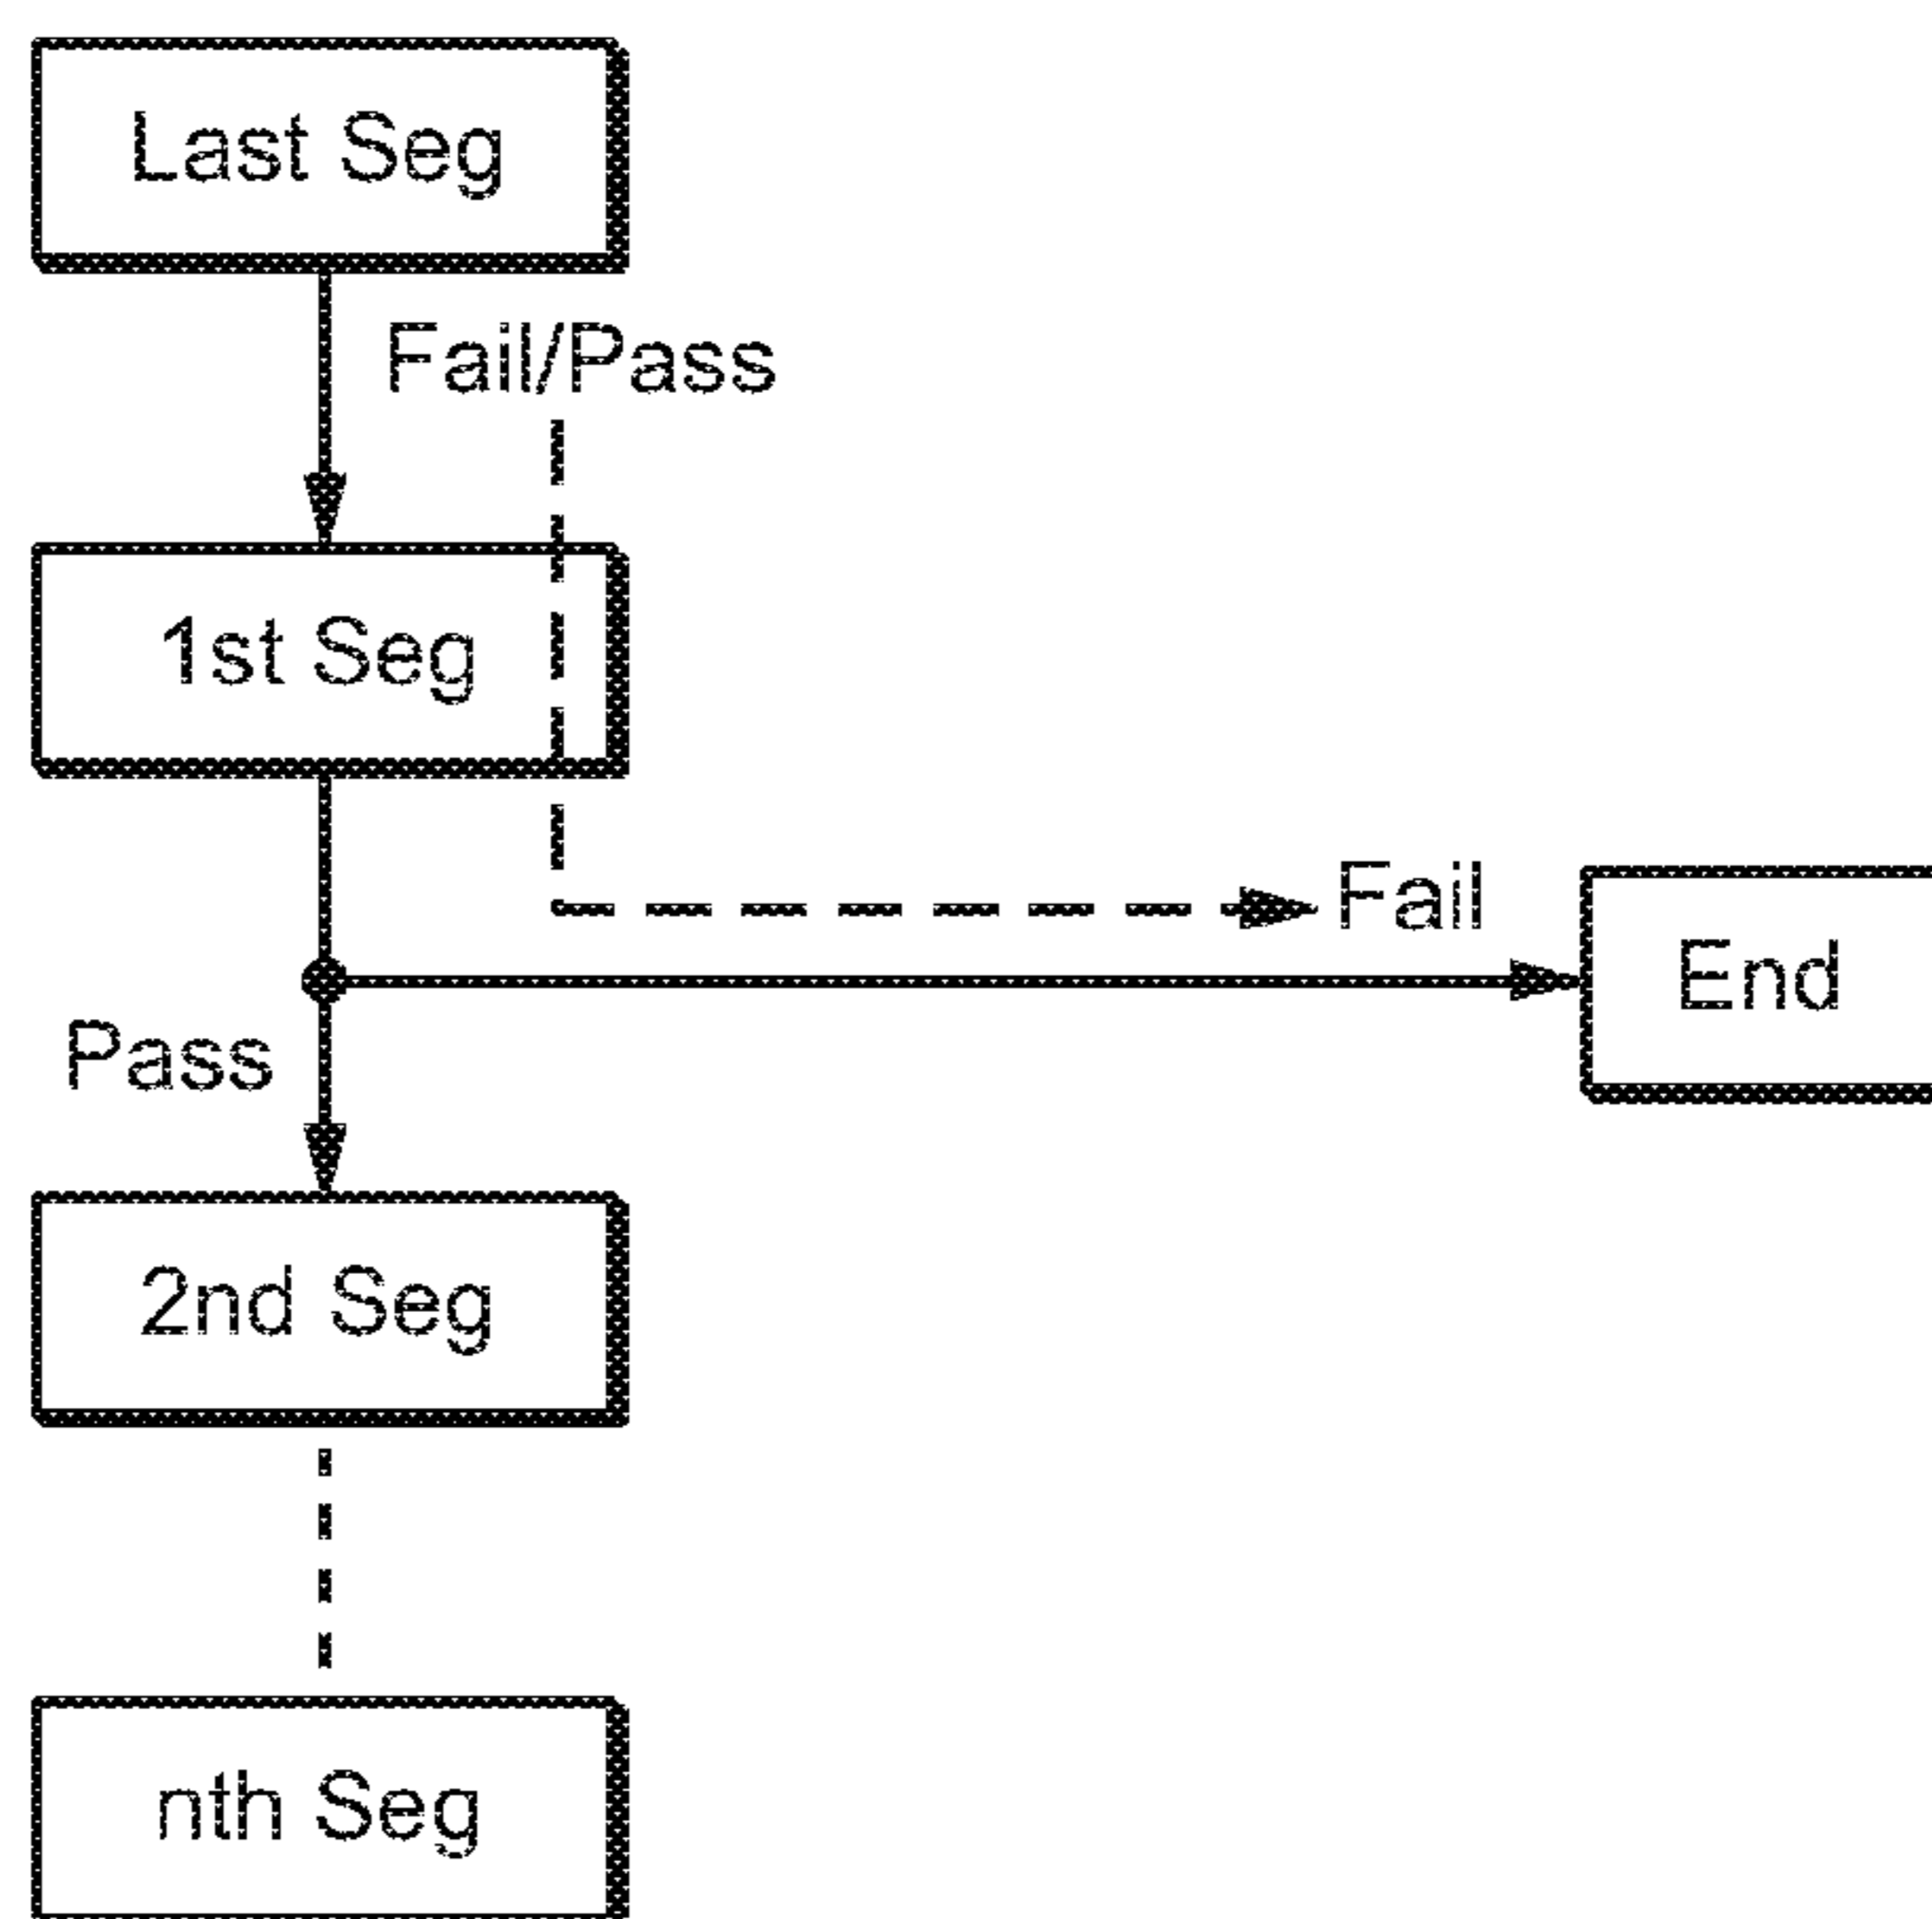 Last Seg
Fail/Pass
1st Seg
Fail
End
Pass
2nd Seg
nth Seg